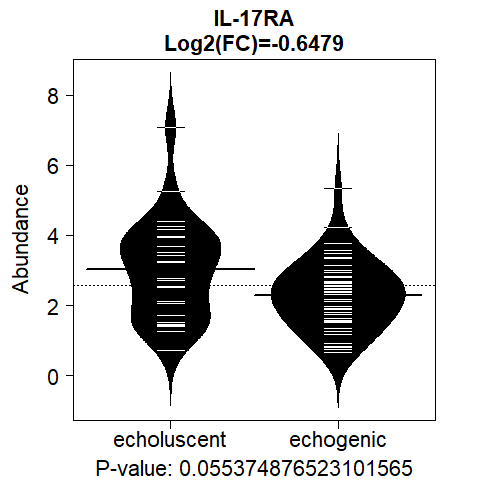 IL-17RA
Log2(FC)=-0.6479
8
6
4
2
0
Abundance
echoluscent echogenic
P-value: 0.055374876523101565